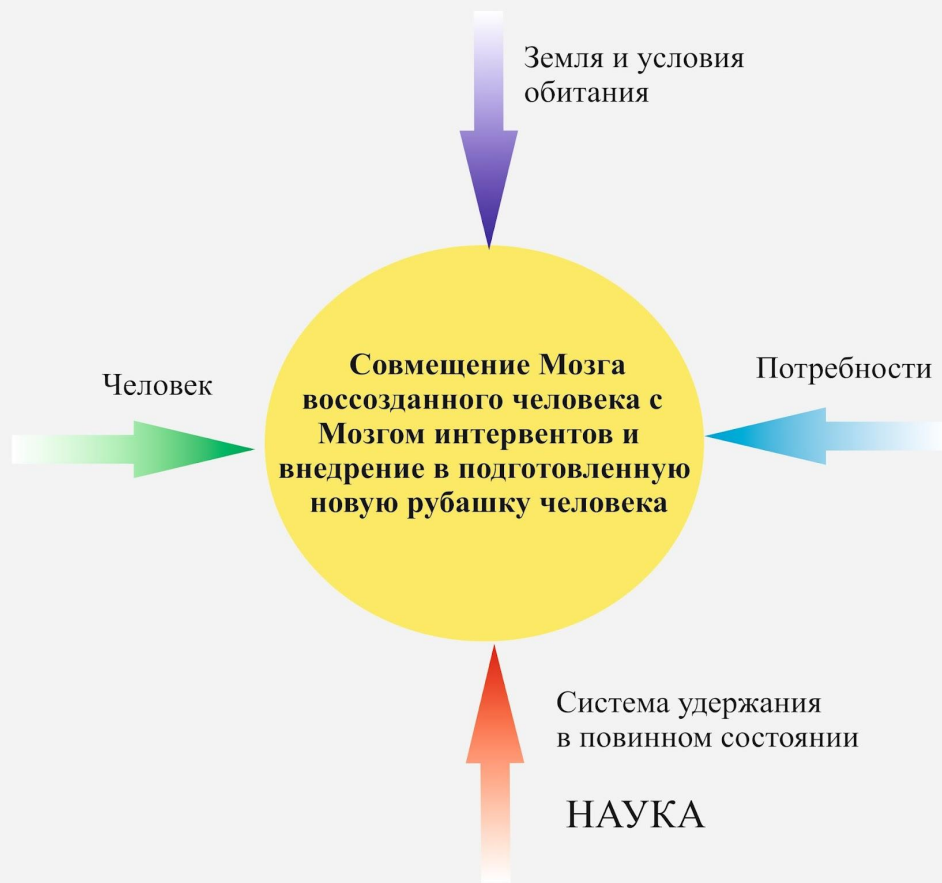 Земля и условия
обитания
Человек
Потребности
Совмещение Мозга
воссозданного человека с
Мозгом интервентов и
внедрение в подготовленную
новую рубашку человека
Система удержания
в повинном состоянии
НАУКА